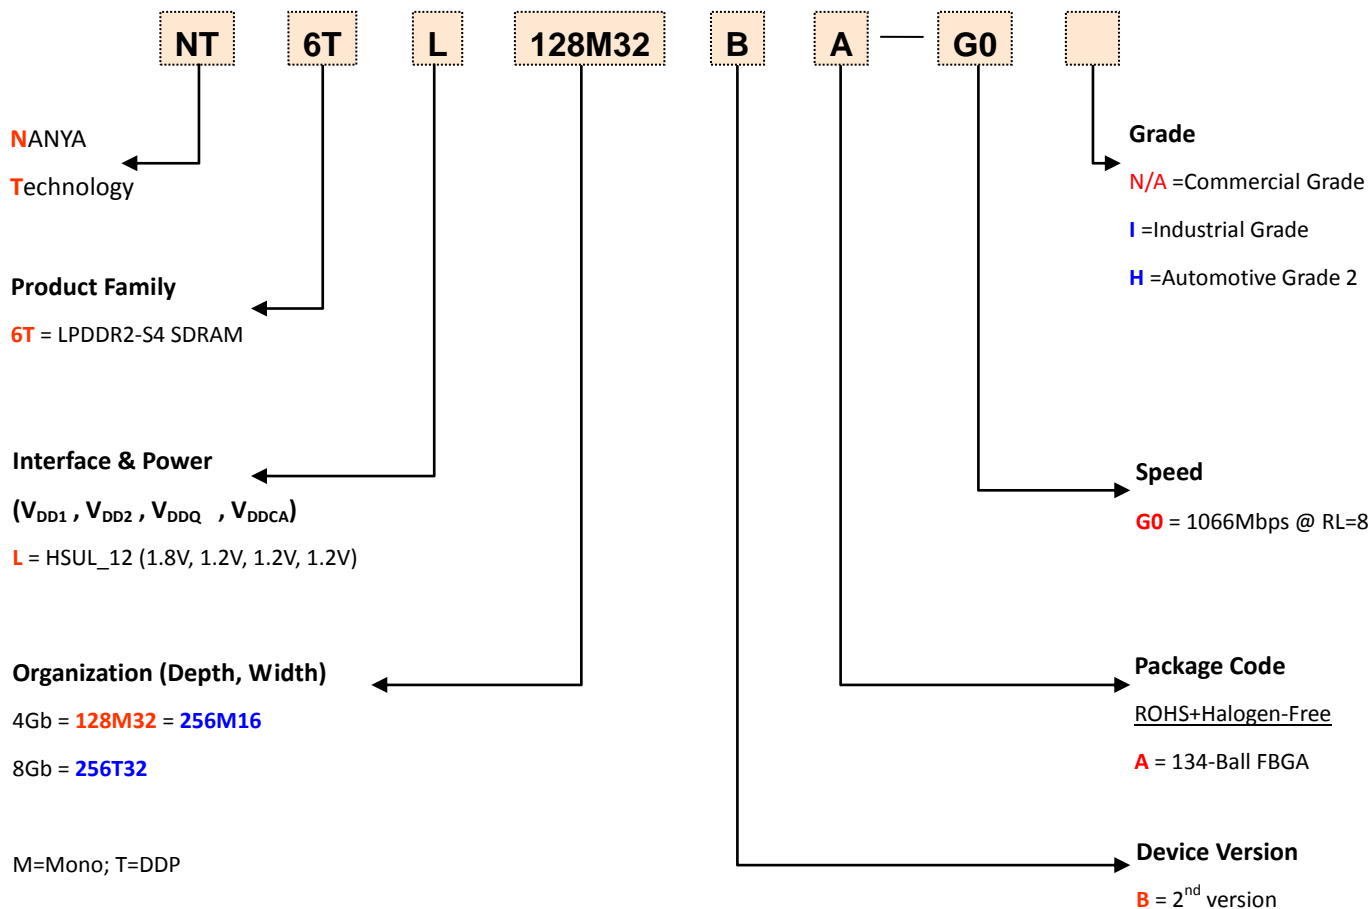 NT 6T L 128M32 B A — G0
NANYA
Technology
Grade
N/A =Commercial Grade
I =Industrial Grade
H =Automotive Grade 2
Product Family
6T = LPDDR2-S4 SDRAM
Interface & Power
(VDD1 , VDD2 , VDDQ , VDDCA)
L = HSUL_12 (1.8V, 1.2V, 1.2V, 1.2V)
Speed
G0 = 1066Mbps @ RL=8
Organization (Depth, Width)
4Gb = 128M32 = 256M16
8Gb = 256T32
Package Code
ROHS+Halogen-Free
A = 134-Ball FBGA
M=Mono; T=DDP
Device Version
B = 2nd version